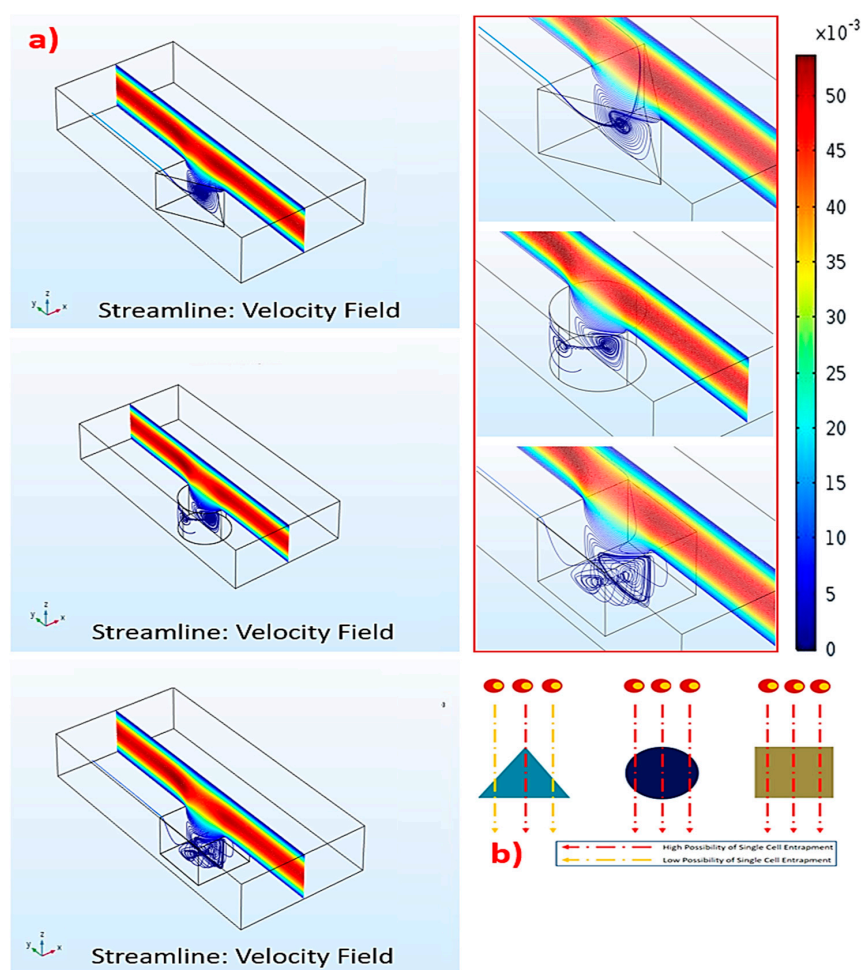 a)
z
y
x
Streamline: Velocity Field
z
y
x
Streamline: Velocity Field
z
y
x
Streamline: Velocity Field
×10⁻³
50
45
40
35
30
25
20
15
10
5
0
b)
High Possibility of Single Cell Entrapment
Low Possibility of Single Cell Entrapment